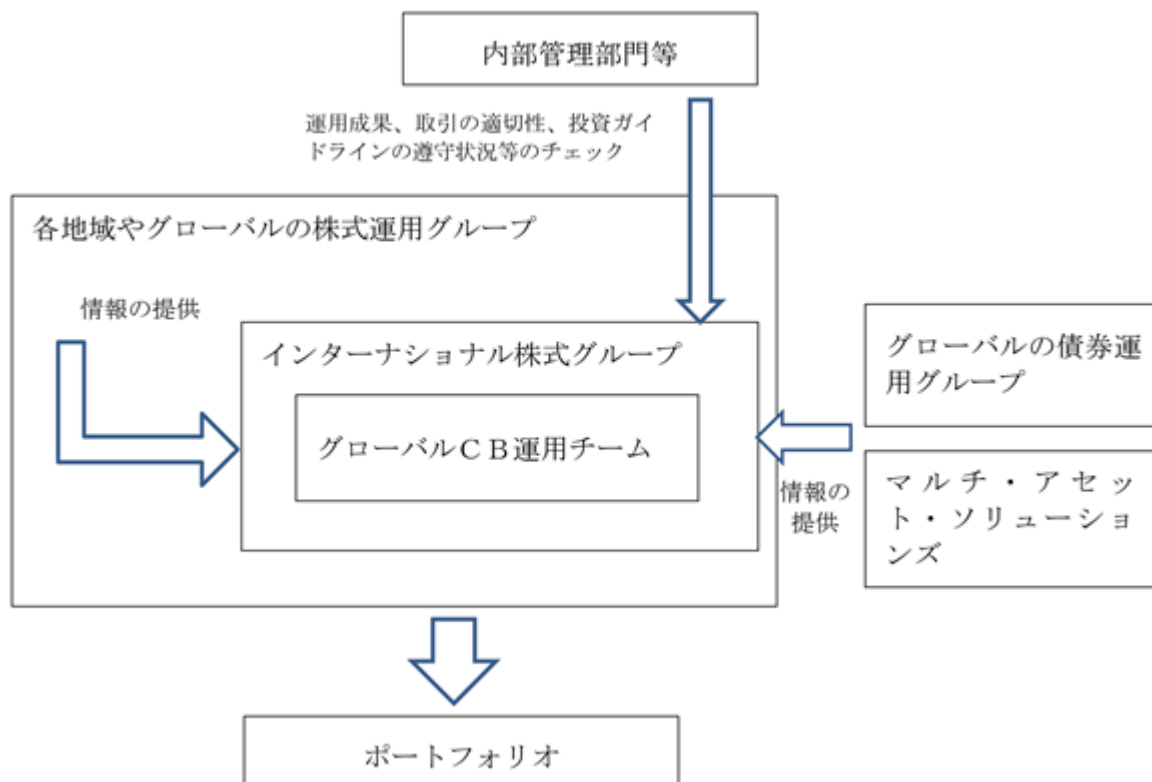 内部管理部門等
運用成果、取引の適切性、投資ガイ
ドラインの遵守状況等のチェック
各地域やグローバルの株式運用グループ
情報の提供
インターナショナル株式グループ
グローバルＣＢ運用チーム
グローバルの債券運
用グループ
情報の
提供
マルチ・アセッ
ト・ソリューショ
ンズ
ポートフォリオ